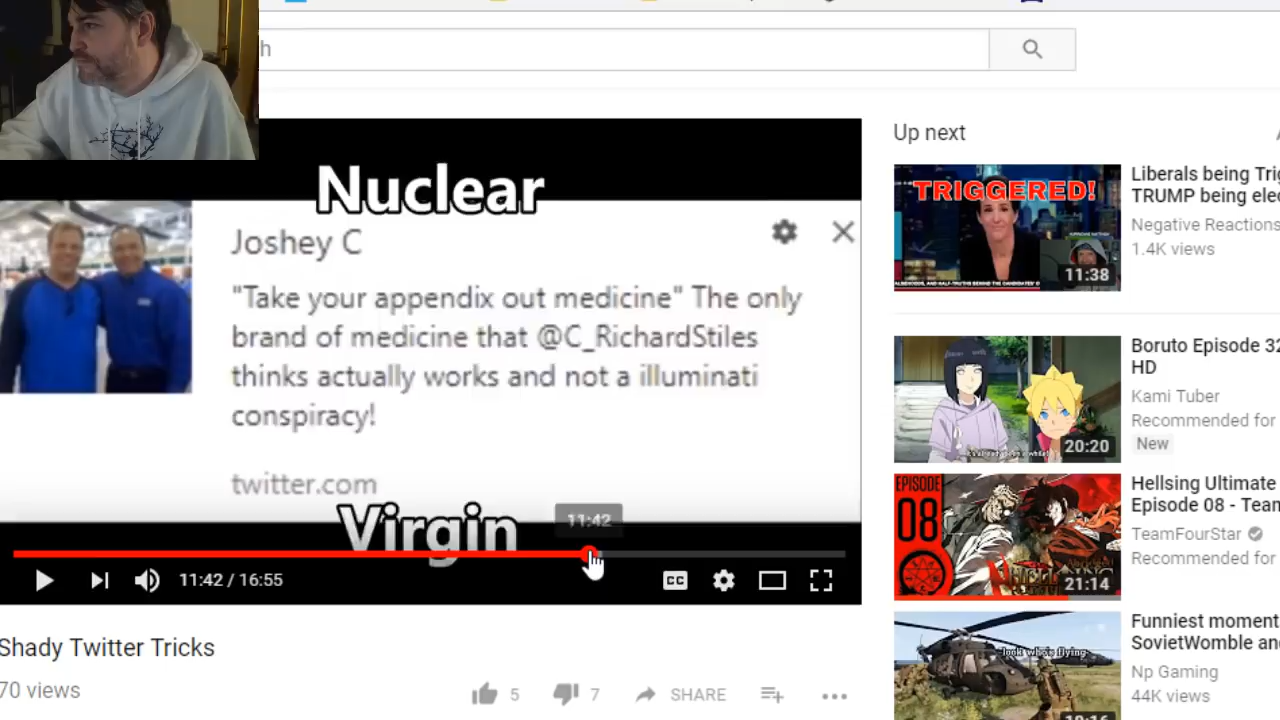 h
Nuclear
Joshey C
"Take your appendix out medicine" The only
brand of medicine that @C_RichardStiles
thinks actually works and not a illuminati
conspiracy!
twitter.com
Virgin
11:42
11:42 / 16:55
CC
Shady Twitter Tricks
70 views
5
7
SHARE
Up next
TRIGGERED!
11:38
Liberals being Trig
TRUMP being elec
Negative Reactions
1.4K views
20:20
Boruto Episode 32
HD
Kami Tuber
Recommended for
New
EPISODE
08
21:14
Hellsing Ultimate
Episode 08 - Team
TeamFourStar
Recommended for
look who's flying
Funniest moment
SovietWomble and
Np Gaming
44K views